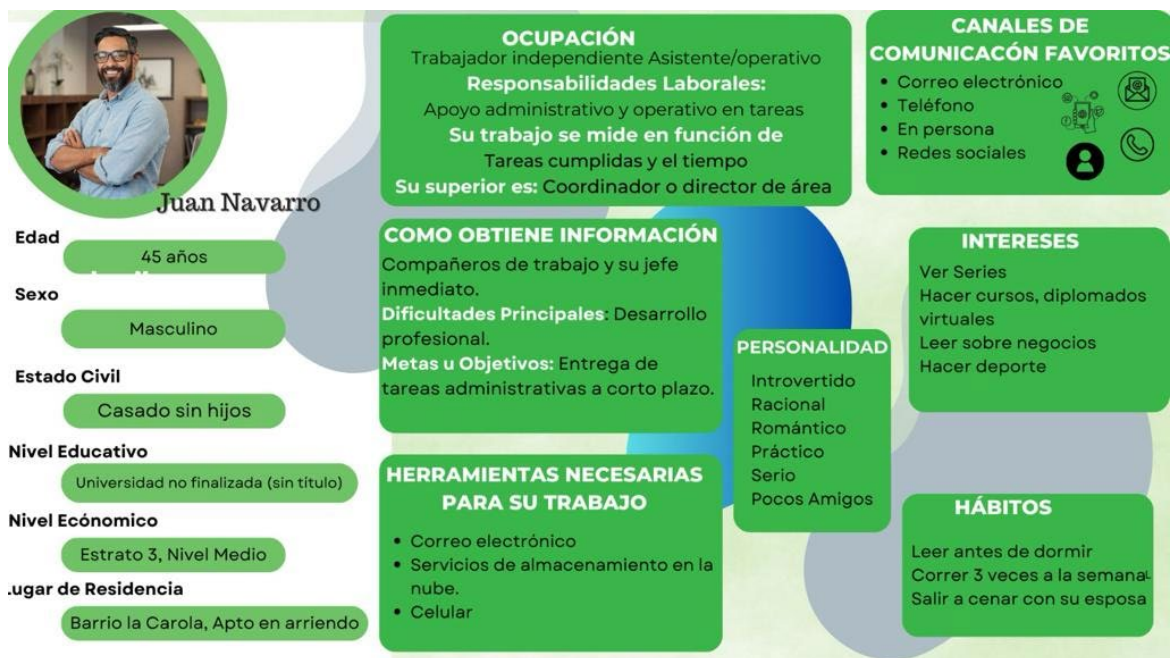 Juan Navarro
Edad
45 años
Sexo
Masculino
Estado Civil
Casado sin hijos
Nivel Educativo
Universidad no finalizada (sin título)
Nivel Ecónomico
Estrato 3, Nivel Medio
Lugar de Residencia
Barrio la Carola, Apto en arriendo
OCUPACIÓN
Trabajador independiente Asistente/operativo
Responsabilidades Laborales:
Apoyo administrativo y operativo en tareas
Su trabajo se mide en función de
Tareas cumplidas y el tiempo
Su superior es: Coordinador o director de área
COMO OBTIENE INFORMACIÓN
Compañeros de trabajo y su jefe
inmediato.
Dificultades Principales: Desarrollo
profesional.
Metas u Objetivos: Entrega de
tareas administrativas a corto plazo.
HERRAMIENTAS NECESARIAS
PARA SU TRABAJO
• Correo electrónico
• Servicios de almacenamiento en la
nube.
• Celular
PERSONALIDAD
Introvertido
Racional
Romántico
Práctico
Serio
Pocos Amigos
CANALES DE
COMUNICACÓN FAVORITOS
• Correo electrónico
• Teléfono
• En persona
• Redes sociales
INTERESES
Ver Series
Hacer cursos, diplomados
virtuales
Leer sobre negocios
Hacer deporte
HÁBITOS
Leer antes de dormir
Correr 3 veces a la semana
Salir a cenar con su esposa